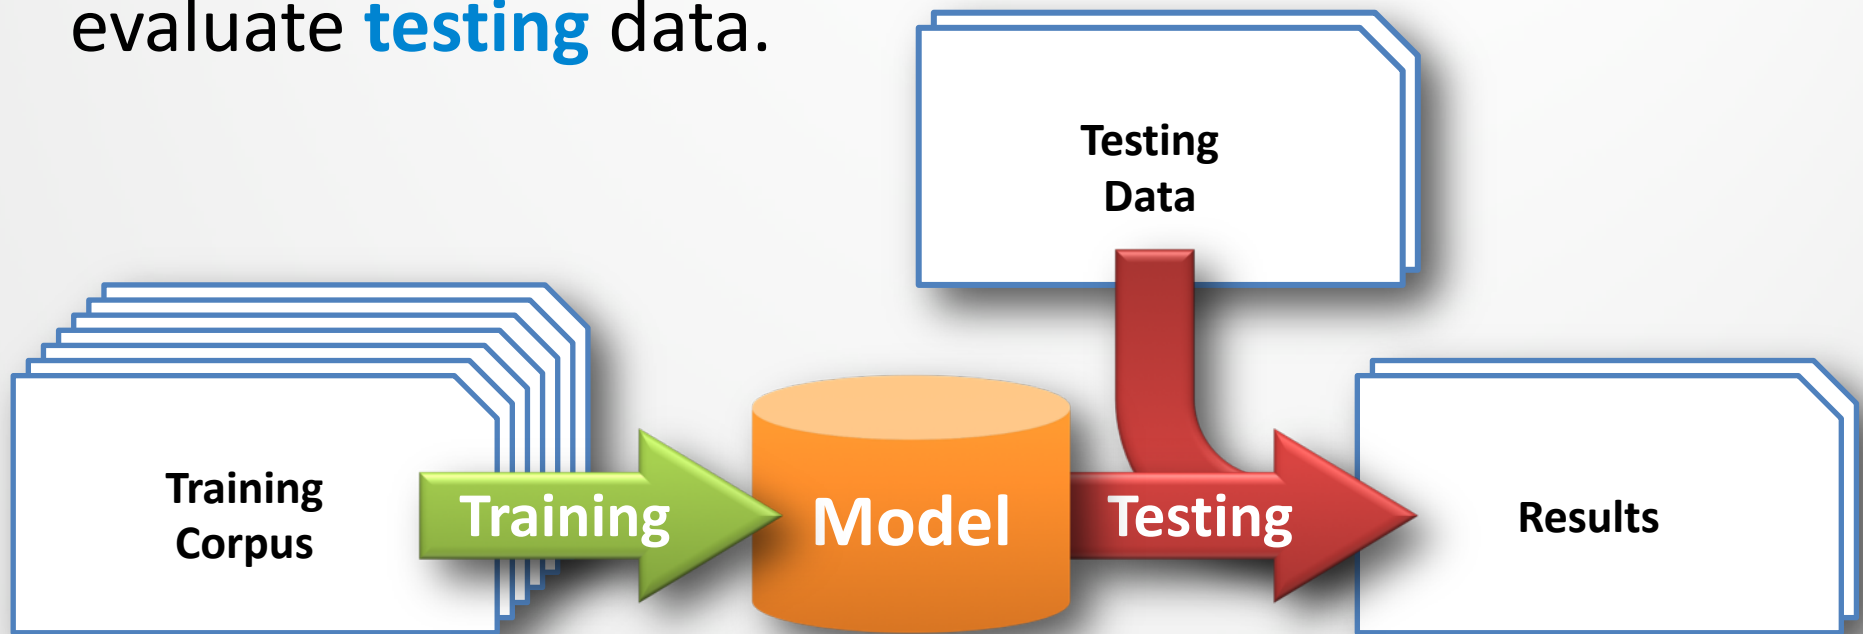 evaluate testing data.
Testing
Data
Training
Corpus
Training
Model
Testing
Results